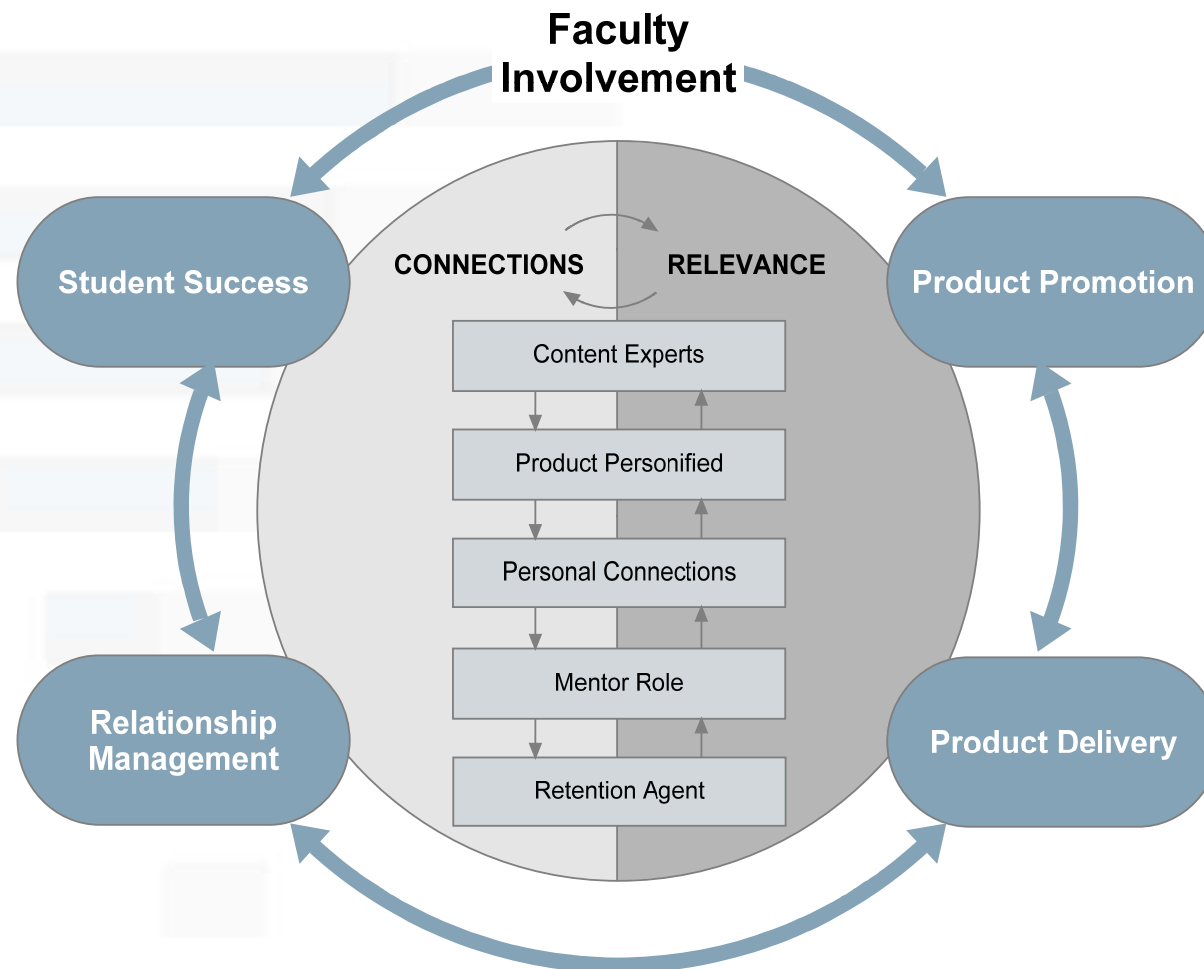 Faculty
Involvement
Student Success
Product Promotion
CONNECTIONS
RELEVANCE
Content Experts
Product Personified
Personal Connections
Mentor Role
Retention Agent
Relationship
Management
Product Delivery